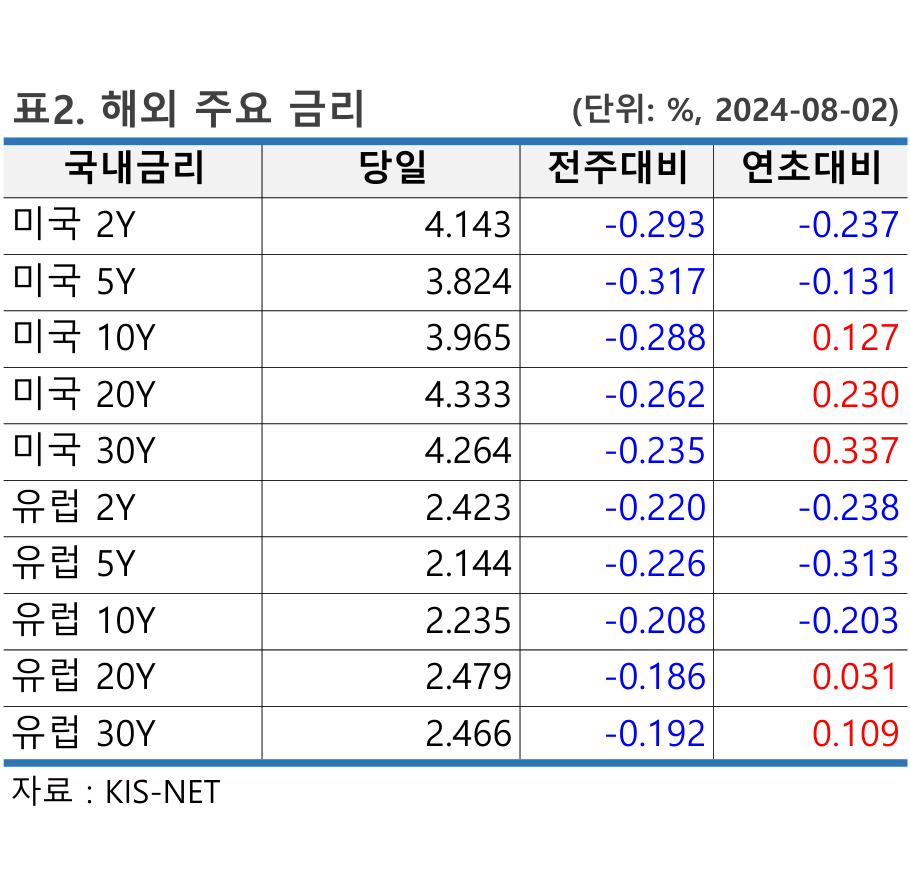 표2. 해외 주요 금리 (단위: %, 2024-08-02)
국내금리 당일 전주대비 연초대비
미국 2Y 4.143 -0.293 -0.237
미국 5Y 3.824 -0.317 -0.131
미국 10Y 3.965 -0.288 0.127
미국 20Y 4.333 -0.262 0.230
미국 30Y 4.264 -0.235 0.337
유럽 2Y 2.423 -0.220 -0.238
유럽 5Y 2.144 -0.226 -0.313
유럽 10Y 2.235 -0.208 -0.203
유럽 20Y 2.479 -0.186 0.031
유럽 30Y 2.466 -0.192 0.109
자료 : KIS-NET